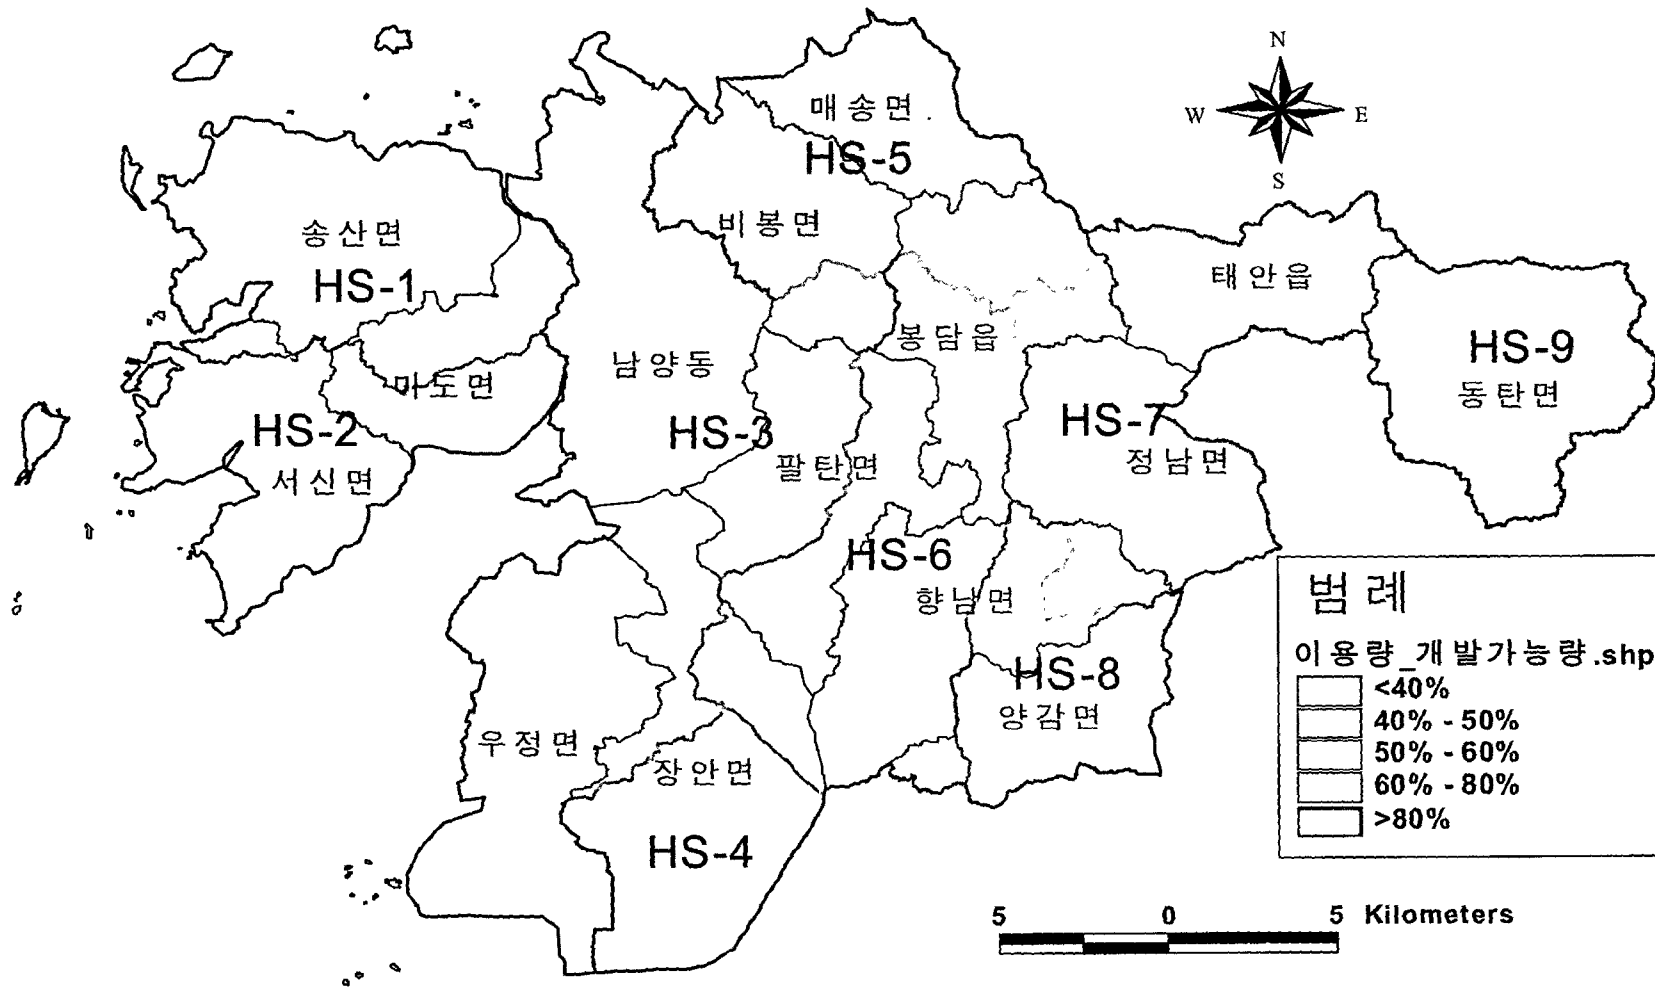 N
W E
S
매송면
HS-5
비봉면
송산면
HS-1
태안읍
봉담읍
HS-9
동탄면
남양동
마도면
HS-2
서신면
HS-3
팔탄면
HS-7
정남면
HS-6
향남면
HS-8
양감면
우정면
장안면
HS-4
범례
이용량_개발가능량.shp
<40%
40% - 50%
50% - 60%
60% - 80%
>80%
5 0 5 Kilometers